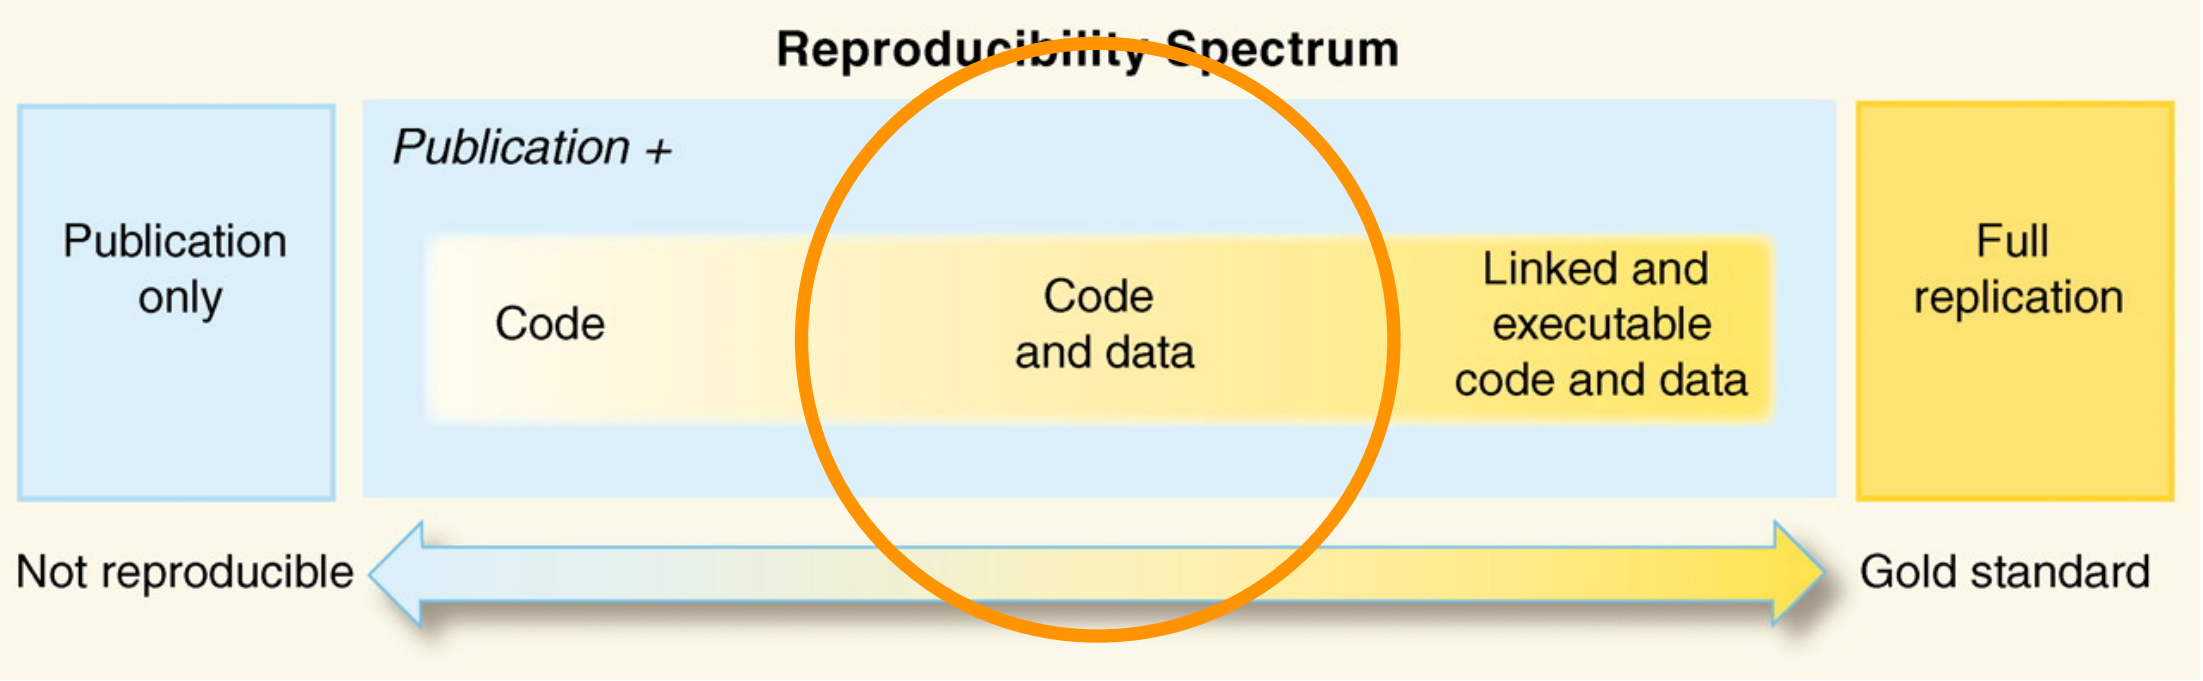 Reproducibility Spectrum
Publication
only
Publication +
Code
Code
and data
Linked and
executable
code and data
Full
replication
Not reproducible
Gold standard